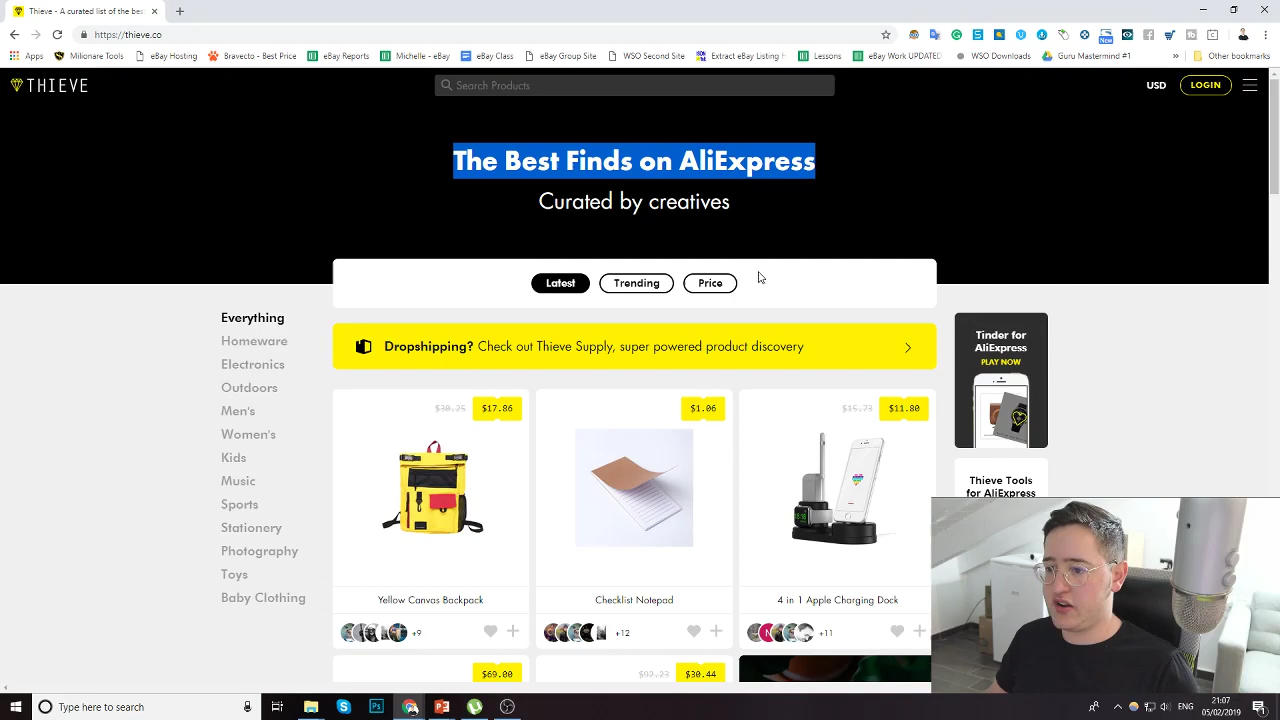 Thieve - A curated list of the bes
https://thieve.co
Apps
Milionare Tools
eBay Hosting
Bravecto - Best Price
eBay Reports
Michelle's eBay
eBay Class
eBay Group Site
WSO Second Site
Extract eBay Listing
Lessons
eBay Work UPDATED
WSO Webinars
Guru Mastermind #1
Other bookmarks
New
THIEVE
Search Products
USD
LOGIN
The Best Finds on AliExpress
Curated by creatives
Latest
Trending
Price
Dropshipping? Check out Thieve Supply, super powered product discovery
Everything
Homeware
Electronics
Outdoors
Men's
Women's
Kids
Music
Sports
Stationery
Photography
Toys
Baby Clothing
$30.25
$17.86
Yellow Canvas Backpack
+9
$1.06
Checklist Notepad
+12
$15.73
$11.80
4 in 1 Apple Charging Dock
+11
$69.00
$92.23
$30.44
Tinder for
AliExpress
PLAY NOW
Thieve Tools
for AliExpress
Type here to search
ENG
21:07
05/02/2019